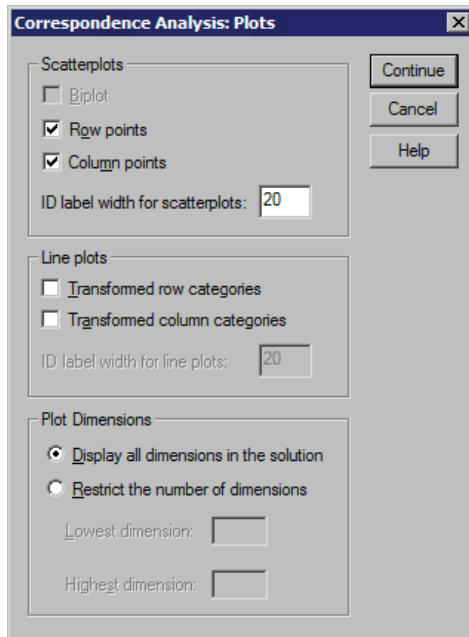 Correspondence Analysis: Plots
Scatterplots
Biplot
Row points
Column points
ID label width for scatterplots: 20
Line plots
Transformed row categories
Transformed column categories
ID label width for line plots: 20
Plot Dimensions
Display all dimensions in the solution
Restrict the number of dimensions
Lowest dimension:
Highest dimension:
Continue
Cancel
Help